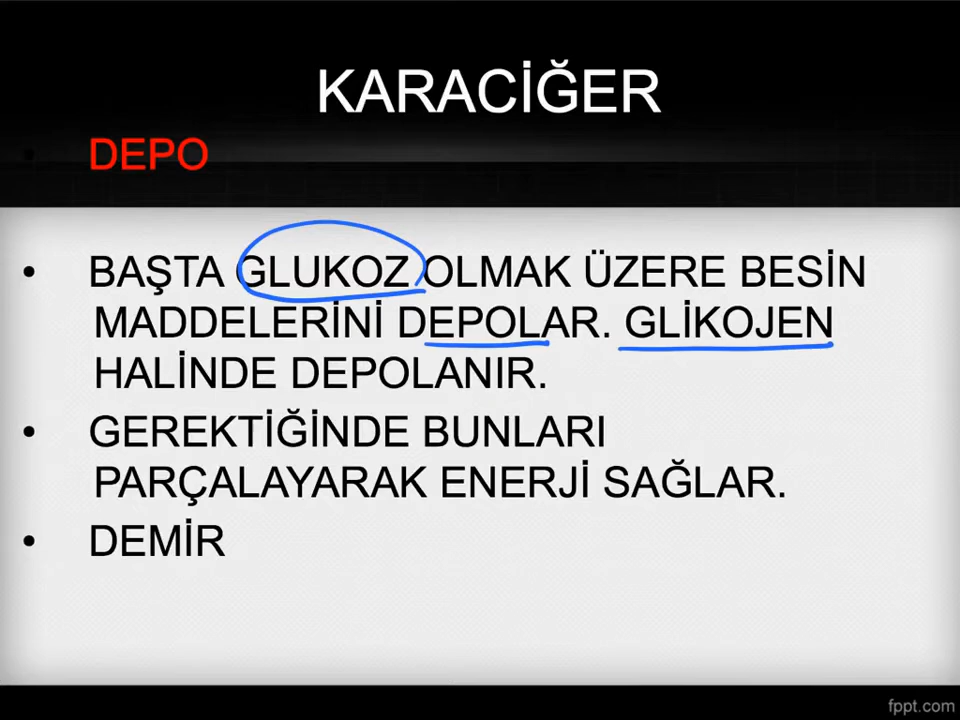 KARACİĞER
• DEPO
• BAŞTA GLUKOZ OLMAK ÜZERE BESİN
MADDELERİNİ DEPOLAR. GLİKOJEN
HALİNDE DEPOLANIR.
• GEREKTİĞİNDE BUNLARI
PARÇALAYARAK ENERJİ SAĞLAR.
• DEMİR
fppt.com